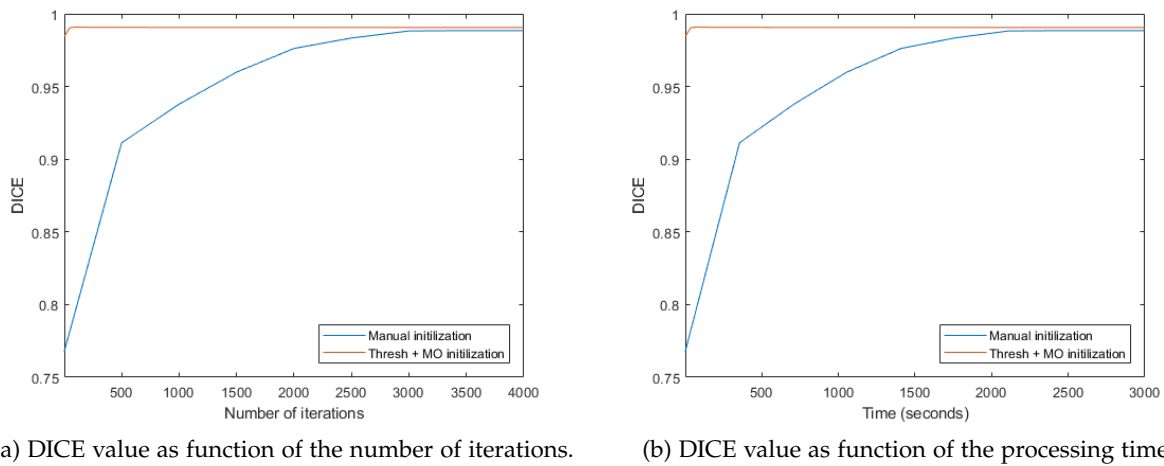 1
0.95
0.9
0.85
0.8
0.75
DICE
500 1000 1500 2000 2500 3000 3500 4000
Number of iterations
Manual initilization
Thresh + MO initilization
a) DICE value as function of the number of iterations.
1
0.95
0.9
0.85
0.8
0.75
DICE
500 1000 1500 2000 2500 3000
Time (seconds)
Manual initilization
Thresh + MO initilization
(b) DICE value as function of the processing time